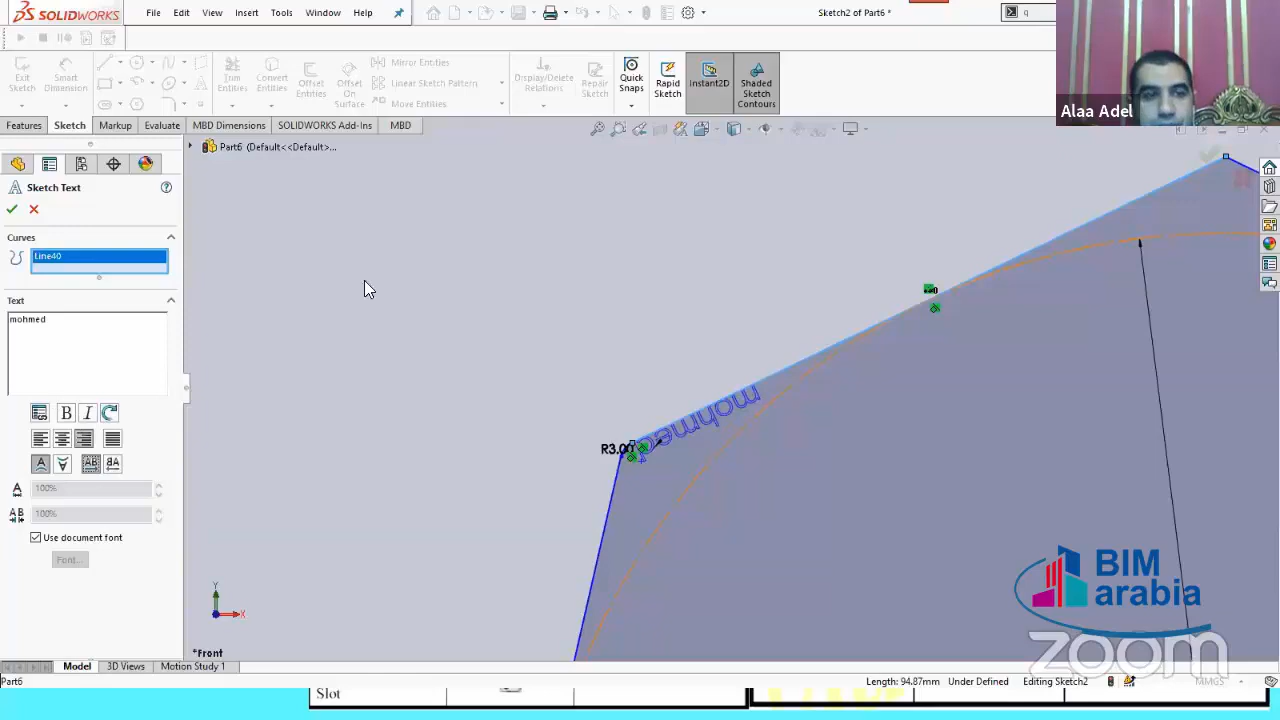 SOLIDWORKS
File Edit View Insert Tools Window Help
Sketch2 of Part6 *
q
Exit Sketch
Smart Dimension
Trim Entities
Convert Entities
Offset Entities
Offset On Surface
Mirror Entities
Linear Sketch Pattern
Move Entities
Display/Delete Relations
Repair Sketch
Quick Snaps
Rapid Sketch
Instant2D
Shaded Sketch Contours
Alaa Adel
Features Sketch Markup Evaluate MBD Dimensions SOLIDWORKS Add-Ins MBD
Part6 (Default<<Default>...
Sketch Text
Curves
Line40
Text
mohmed
B I
100%
100%
Use document font
Font...
mohmed
R3.00
Y
X
*Front
BIM
arabia
zoom
Model 3D Views Motion Study 1
Part6
Length: 94.87mm Under Defined Editing Sketch2 MMGS
Slot